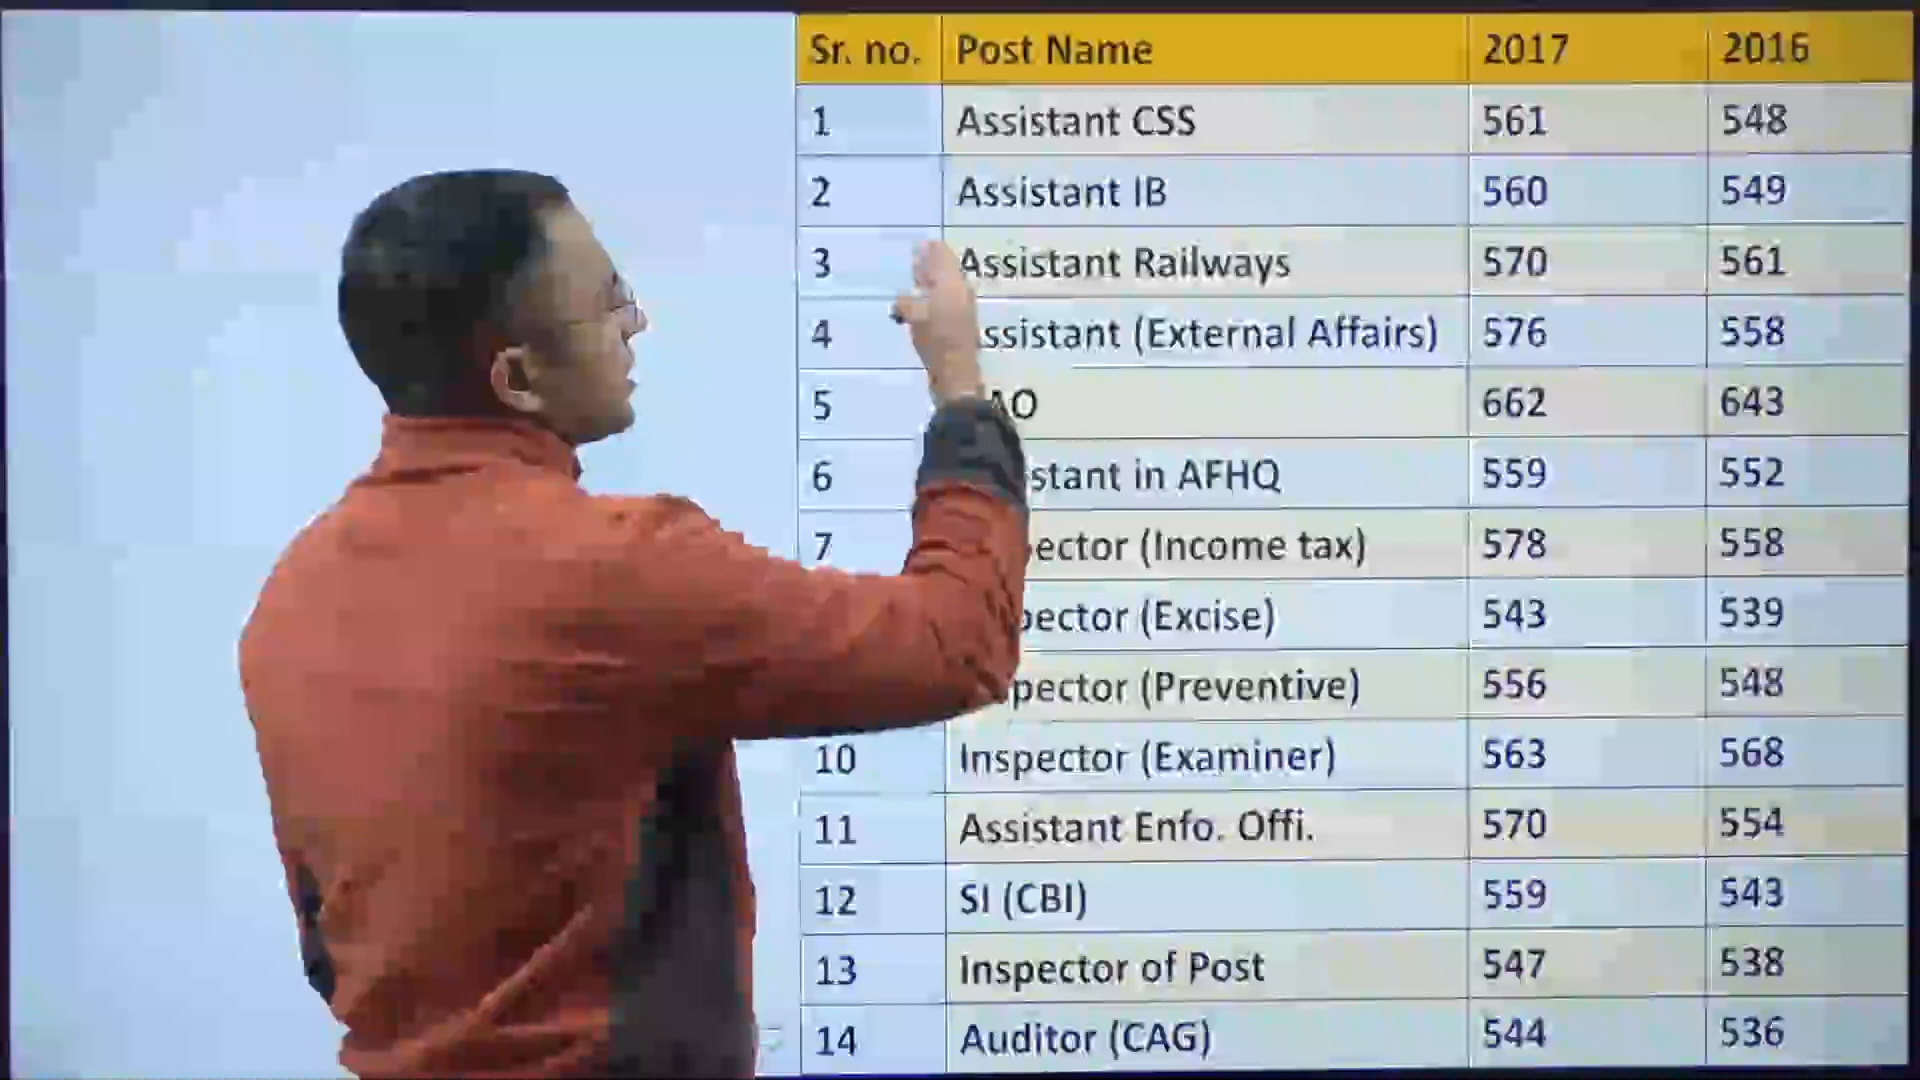 Sr. no. Post Name 2017 2016
1 Assistant CSS 561 548
2 Assistant IB 560 549
3 Assistant Railways 570 561
4 ssistant (External Affairs) 576 558
5 AO 662 643
6 stant in AFHQ 559 552
7 ector (Income tax) 578 558
pector (Excise) 543 539
pector (Preventive) 556 548
10 Inspector (Examiner) 563 568
11 Assistant Enfo. Offi. 570 554
12 SI (CBI) 559 543
13 Inspector of Post 547 538
14 Auditor (CAG) 544 536